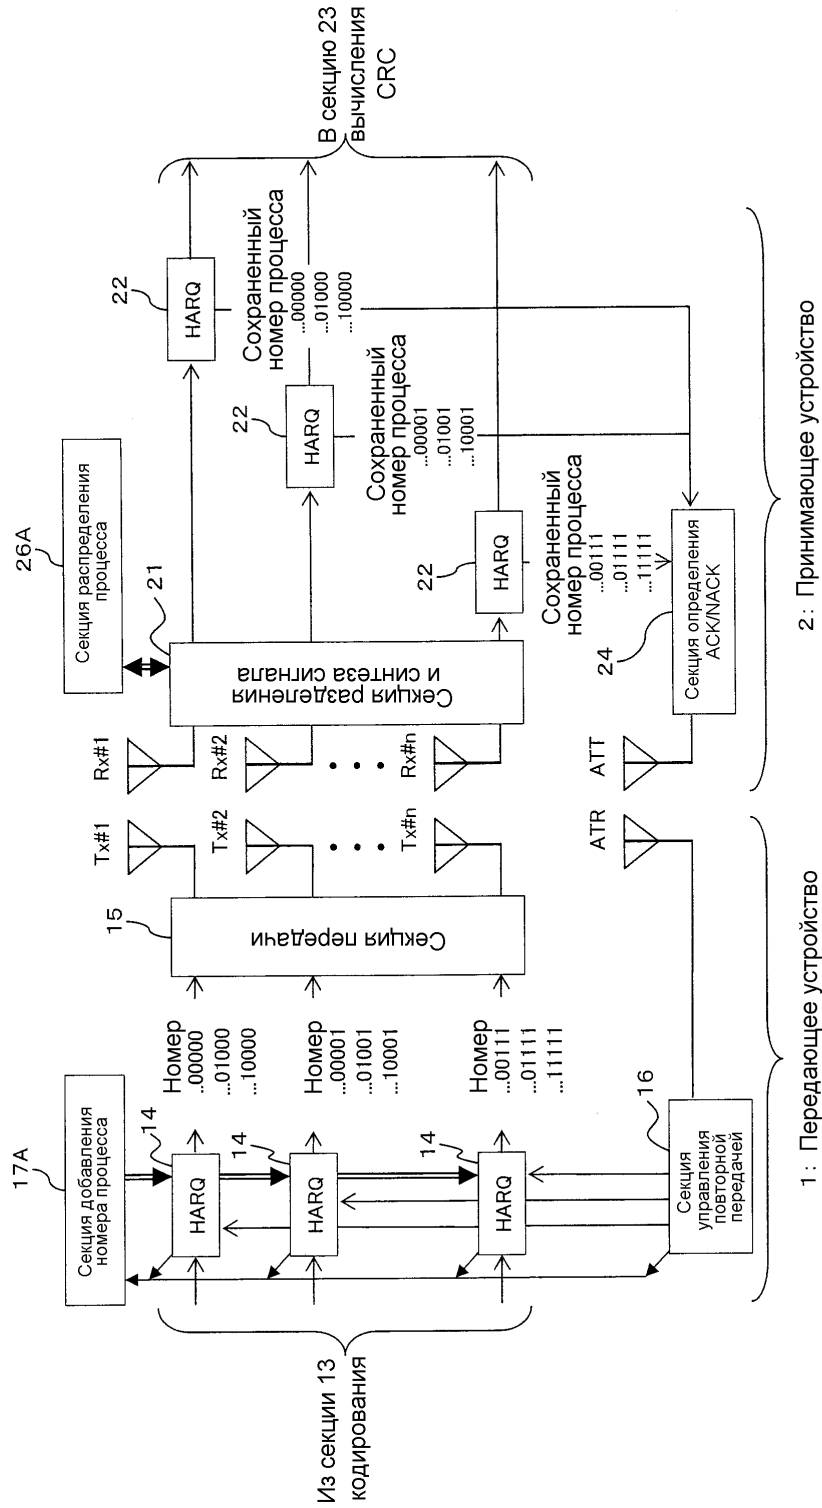 17A
Секция добавления
номера процесса
14
HARQ
14
HARQ
14
HARQ
Из секции 13
кодирования
Номер
...00000
...01000
...10000
Номер
...00001
...01001
...10001
Номер
...00111
...01111
...11111
16
Секция
управления
повторной
передачей
15
Секция передачи
Tx#1
Tx#2
Tx#n
ATR
1: Передающее устройство
Rx#1
Rx#2
Rx#n
ATT
26A
Секция распределения
процесса
21
Секция разделения
и синтеза сигнала
22
HARQ
Сохраненный
номер процесса
...00000
...01000
...10000
22
HARQ
Сохраненный
номер процесса
...00001
...01001
...10001
22
HARQ
Сохраненный
номер процесса
...00111
...01111
...11111
24
Секция определения
ACK/NACK
В секцию 23
вычисления
CRC
2: Принимающее устройство